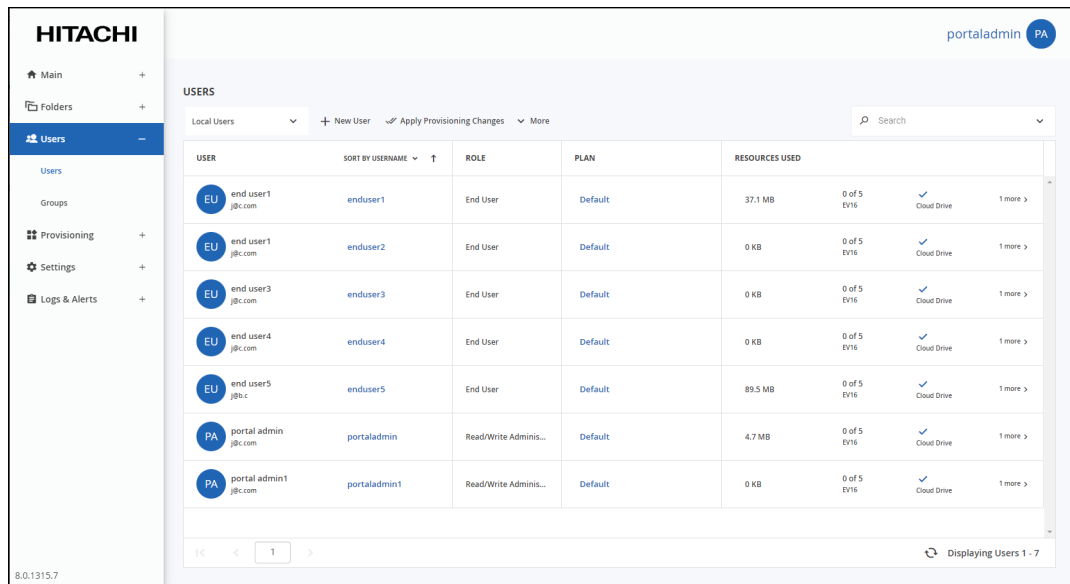 HITACHI
portaladmin PA
Main +
Folders +
Users −
Users
Groups
Provisioning +
Settings +
Logs & Alerts +
8.0.1315.7
USERS
Local Users + New User Apply Provisioning Changes More Search
USER SORT BY USERNAME ↑ ROLE PLAN RESOURCES USED
EU end user1 enduser1 End User Default 37.1 MB 0 of 5 1 more >
j@c.com EV16 Cloud Drive
EU end user1 enduser2 End User Default 0 KB 0 of 5 1 more >
j@c.com EV16 Cloud Drive
EU end user3 enduser3 End User Default 0 KB 0 of 5 1 more >
j@c.com EV16 Cloud Drive
EU end user4 enduser4 End User Default 0 KB 0 of 5 1 more >
j@c.com EV16 Cloud Drive
EU end user5 enduser5 End User Default 89.5 MB 0 of 5 1 more >
j@b.c EV16 Cloud Drive
PA portal admin portaladmin Read/Write Adminis... Default 4.7 MB 0 of 5 1 more >
j@c.com EV16 Cloud Drive
PA portal admin1 portaladmin1 Read/Write Adminis... Default 0 KB 0 of 5 1 more >
j@c.com EV16 Cloud Drive
1 Displaying Users 1 - 7